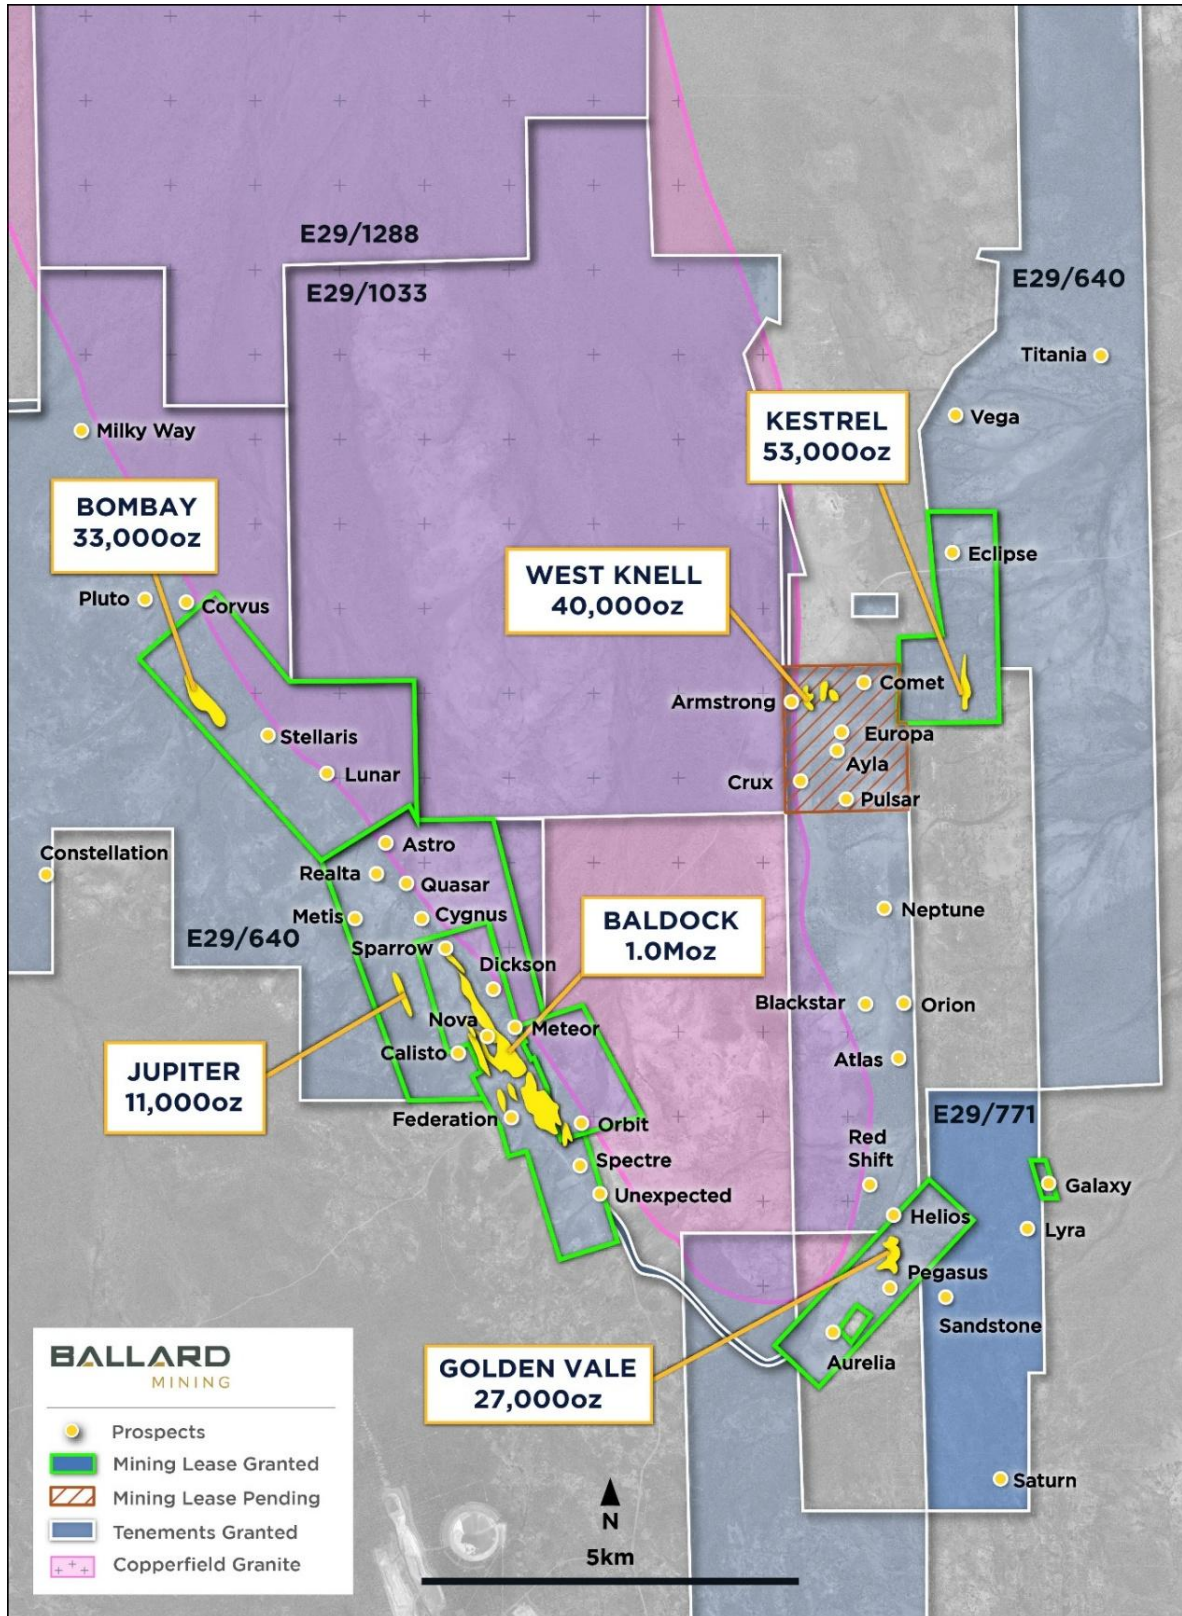 E29/1288
E29/1033
E29/640
Titania
Vega
KESTREL
53,000oz
Milky Way
BOMBAY
33,000oz
Eclipse
WEST KNELL
40,000oz
Pluto
Corvus
Comet
Armstrong
Europa
Stellaris
Ayla
Lunar
Crux
Pulsar
Astro
Constellation
Realta
Quasar
Neptune
Metis
Cygnus
BALDOCK
1.0Moz
E29/640
Sparrow
Dickson
Blackstar
Orion
Nova
Meteor
Calisto
Atlas
JUPITER
11,000oz
Federation
Orbit
E29/771
Red
Shift
Spectre
Galaxy
Unexpected
Helios
Lyra
Pegasus
Sandstone
Aurelia
GOLDEN VALE
27,000oz
Saturn
BALLARD
MINING
Prospects
Mining Lease Granted
Mining Lease Pending
Tenements Granted
Copperfield Granite
N
5km